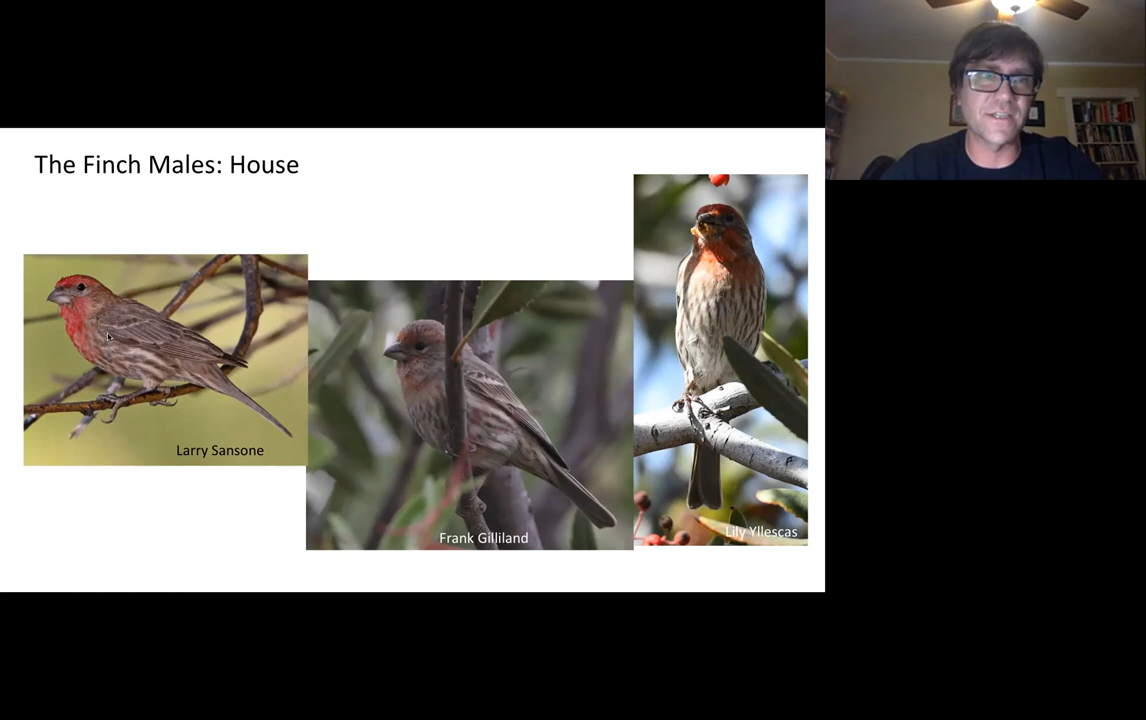 The Finch Males: House
Larry Sansone
Frank Gilliland
Lily Yllescas